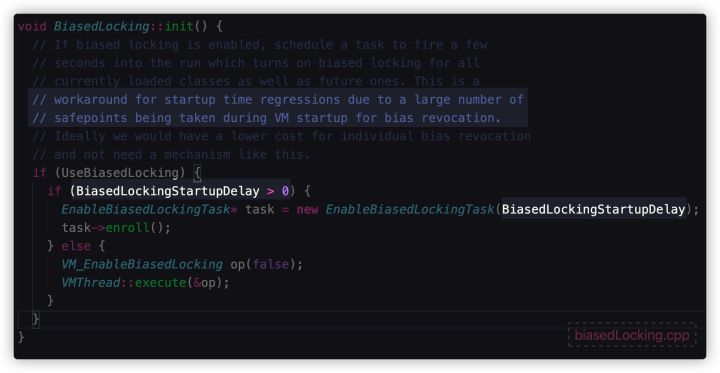 void BiasedLocking::init() {
  // If biased locking is enabled, schedule a task to fire a few
  // seconds into the run which turns on biased locking for all
  // currently loaded classes as well as future ones. This is a
  // workaround for startup time regressions due to a large number of
  // safepoints being taken during VM startup for bias revocation.
  // Ideally we would have a lower cost for individual bias revocation
  // and not need a mechanism like this.
  if (UseBiasedLocking) {
    if (BiasedLockingStartupDelay > 0) {
      EnableBiasedLockingTask* task = new EnableBiasedLockingTask(BiasedLockingStartupDelay);
      task->enroll();
    } else {
      VM_EnableBiasedLocking op(false);
      VMThread::execute(&op);
    }
  }
}
biasedLocking.cpp